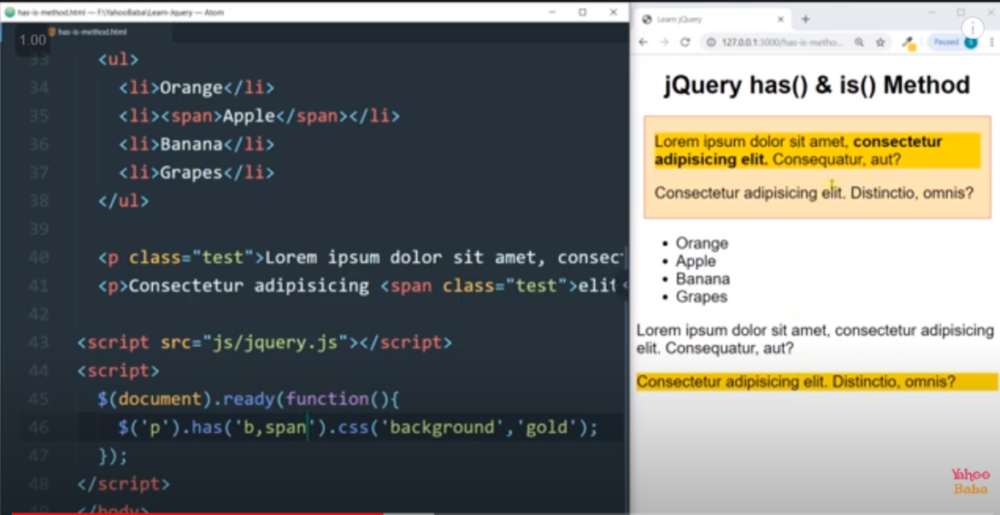 has-is-method.html — F:\YahooBaba\Learn-Jquery — Atom
1.00
has-is-method.html
33 <ul>
34 <li>Orange</li>
35 <li><span>Apple</span></li>
36 <li>Banana</li>
37 <li>Grapes</li>
38 </ul>
39
40 <p class="test">Lorem ipsum dolor sit amet, consec
41 <p>Consectetur adipisicing <span class="test">elit
42
43 <script src="js/jquery.js"></script>
44 <script>
45 $(document).ready(function(){
46 $('p').has('b,span').css('background','gold');
47 });
48 </script>
49 </body>
Learn jQuery
127.0.0.1:3000/has-is-metho...
Paused
jQuery has() & is() Method
Lorem ipsum dolor sit amet, consectetur
adipisicing elit. Consequatur, aut?
Consectetur adipisicing elit. Distinctio, omnis?
• Orange
• Apple
• Banana
• Grapes
Lorem ipsum dolor sit amet, consectetur adipisicing
elit. Consequatur, aut?
Consectetur adipisicing elit. Distinctio, omnis?
Yahoo
Baba